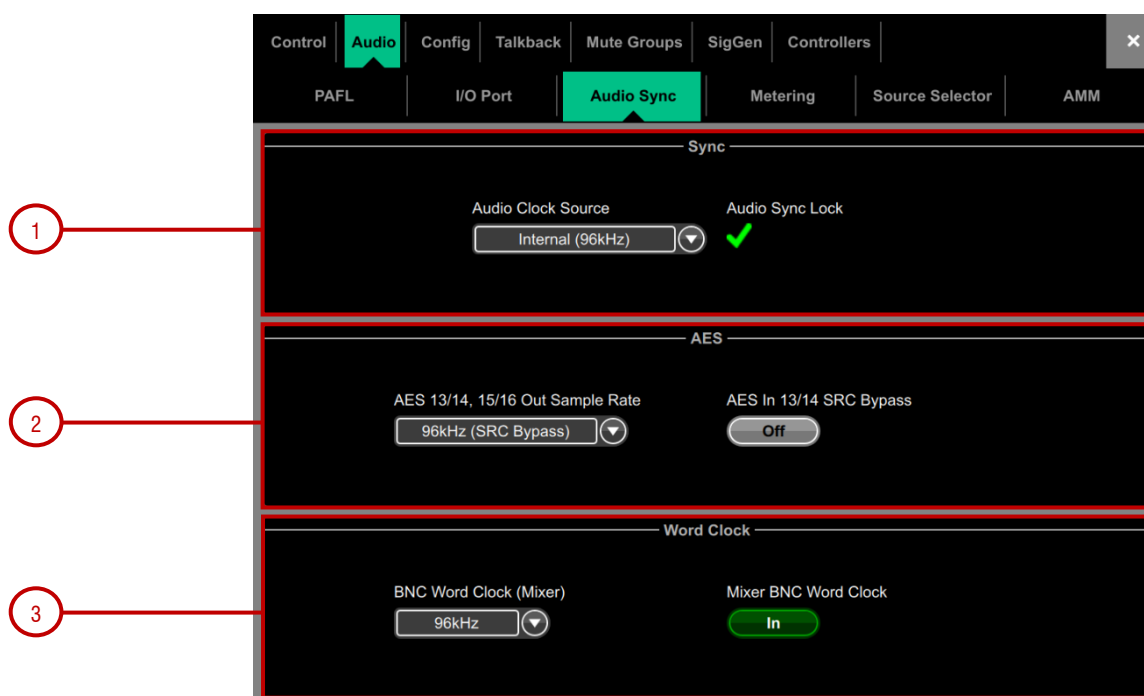 Control Audio Config Talkback Mute Groups SigGen Controllers ×
PAFL I/O Port Audio Sync Metering Source Selector AMM
Sync
1
Audio Clock Source Audio Sync Lock
Internal (96kHz)
AES
2
AES 13/14, 15/16 Out Sample Rate AES In 13/14 SRC Bypass
96kHz (SRC Bypass) Off
Word Clock
3
BNC Word Clock (Mixer) Mixer BNC Word Clock
96kHz In